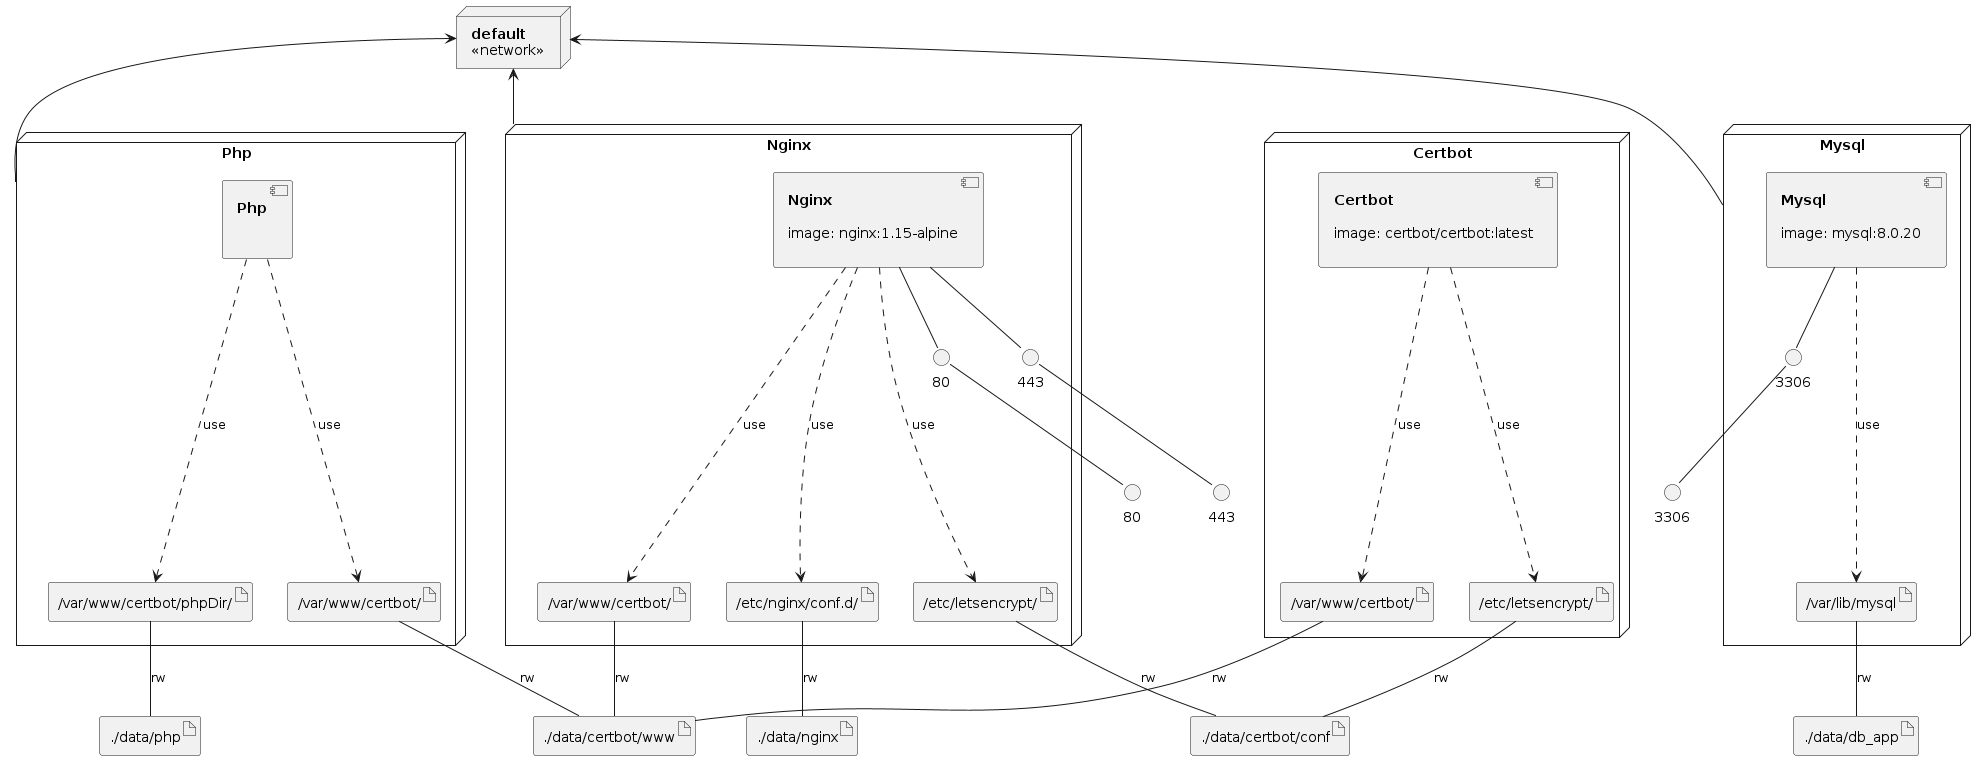 default
«network»
Php
Nginx
Certbot
Mysql
Php
Nginx
image: nginx:1.15-alpine
Certbot
image: certbot/certbot:latest
Mysql
image: mysql:8.0.20
80
443
3306
use
use
use
use
use
use
use
use
80
443
3306
/var/www/certbot/phpDir/
/var/www/certbot/
/var/www/certbot/
/etc/nginx/conf.d/
/etc/letsencrypt/
/var/www/certbot/
/etc/letsencrypt/
/var/lib/mysql
rw
rw
rw
rw
rw
rw
rw
rw
./data/php
./data/certbot/www
./data/nginx
./data/certbot/conf
./data/db_app